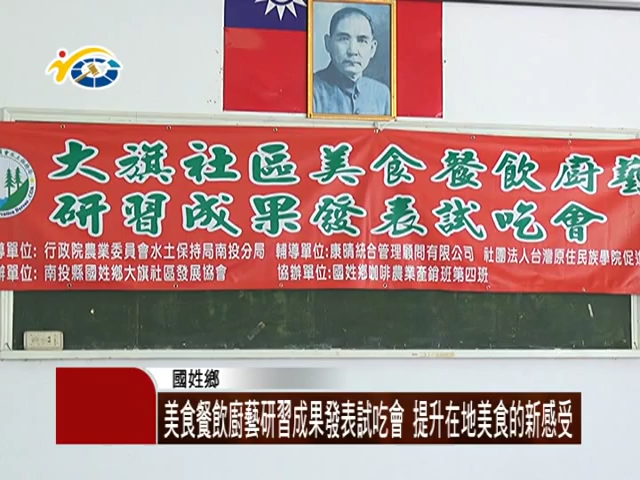 大旗社區美食餐飲廚藝
研習成果發表試吃會
導單位: 行政院農業委員會水土保持局南投分局 輔導單位: 康晴統合管理顧問有限公司 社團法人台灣原住民族學院促進
辦單位: 南投縣國姓鄉大旗社區發展協會 協辦單位: 國姓鄉咖啡農業產銷班第四班
國姓鄉
美食餐飲廚藝研習成果發表試吃會 提升在地美食的新感受